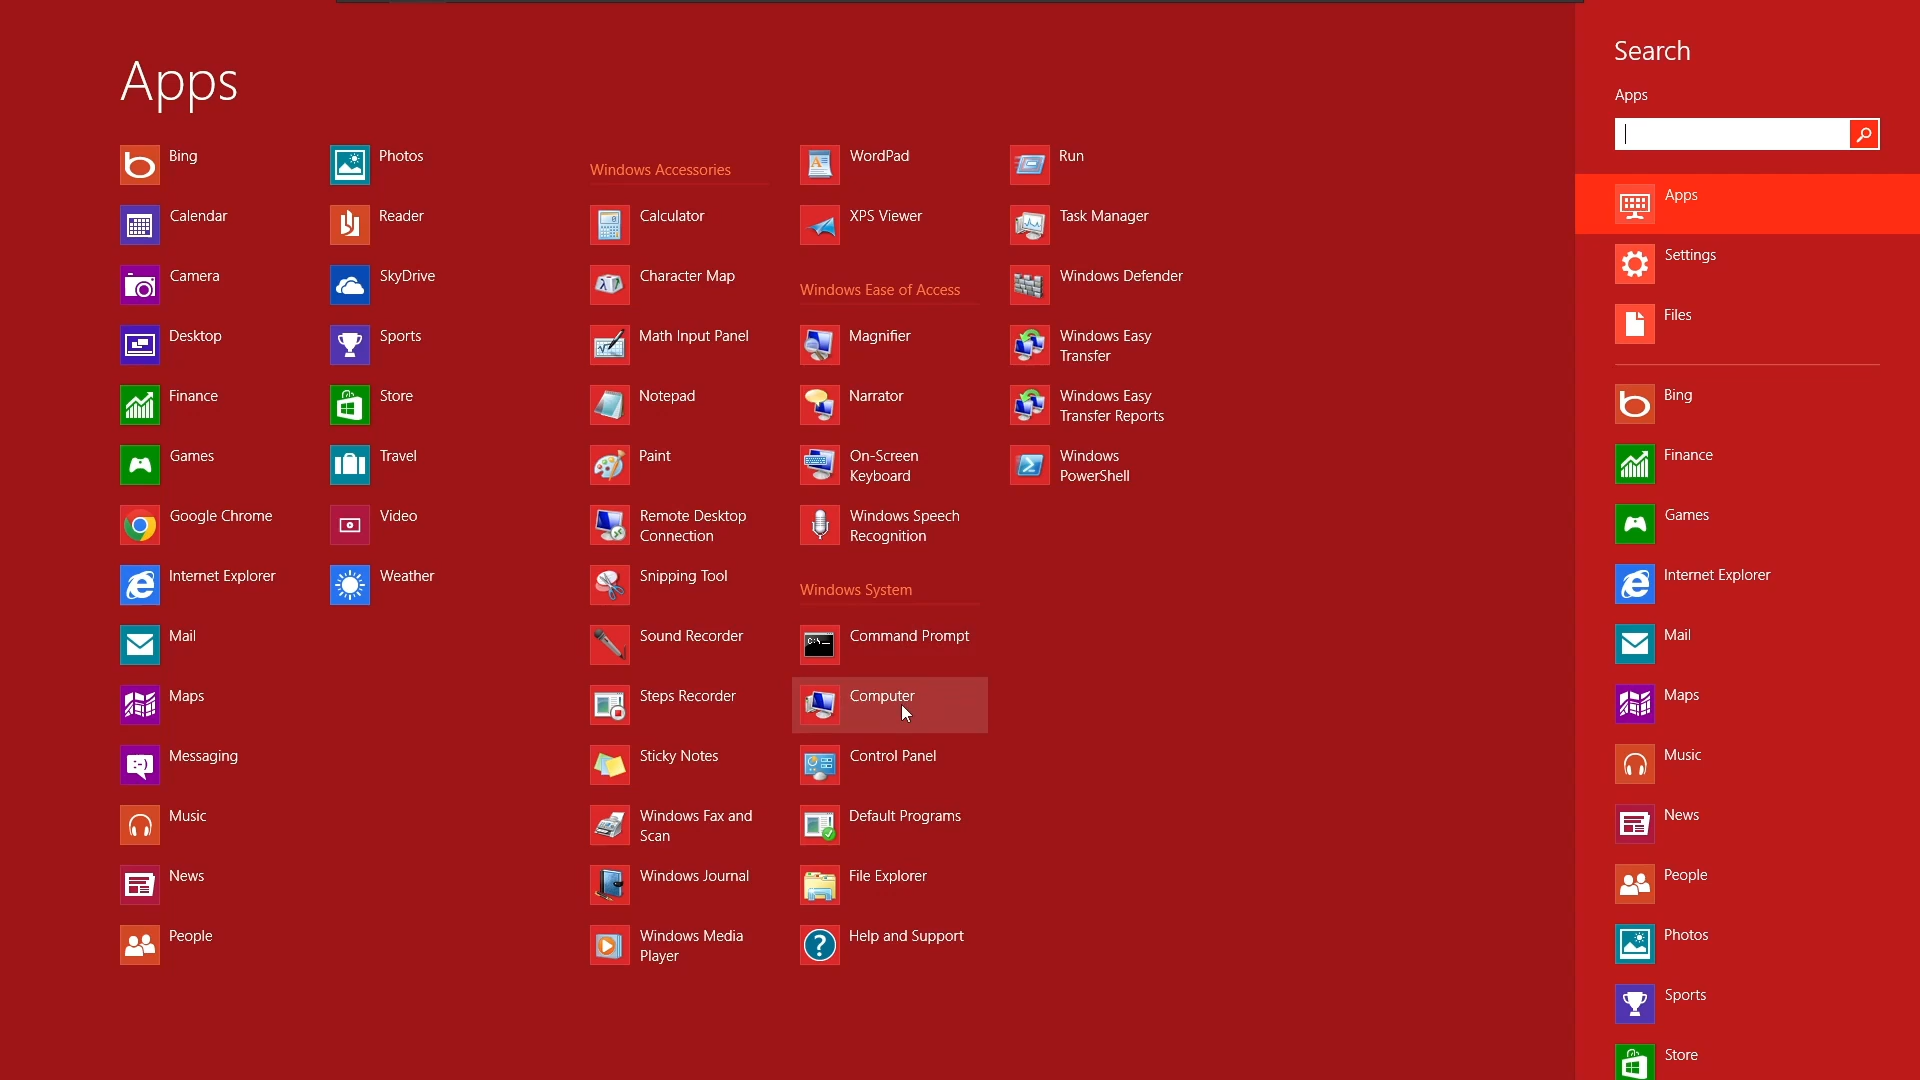 Apps
Bing
Calendar
Camera
Desktop
Finance
Games
Google Chrome
Internet Explorer
Mail
Maps
Messaging
Music
News
People
Photos
Reader
SkyDrive
Sports
Store
Travel
Video
Weather
Windows Accessories
Calculator
Character Map
Math Input Panel
Notepad
Paint
Remote Desktop
Connection
Snipping Tool
Sound Recorder
Steps Recorder
Sticky Notes
Windows Fax and
Scan
Windows Journal
Windows Media
Player
WordPad
XPS Viewer
Windows Ease of Access
Magnifier
Narrator
On-Screen
Keyboard
Windows Speech
Recognition
Windows System
Command Prompt
Computer
Control Panel
Default Programs
File Explorer
Help and Support
Run
Task Manager
Windows Defender
Windows Easy
Transfer
Windows Easy
Transfer Reports
Windows
PowerShell
Search
Apps
Apps
Settings
Files
Bing
Finance
Games
Internet Explorer
Mail
Maps
Music
News
People
Photos
Sports
Store